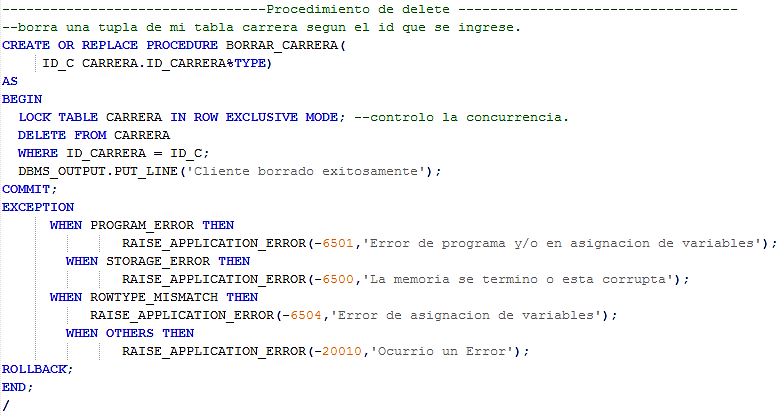 ---------------------------------Procedimiento de delete -----------------------------------
--borra una tupla de mi tabla carrera segun el id que se ingrese.
CREATE OR REPLACE PROCEDURE BORRAR_CARRERA(
ID_C CARRERA.ID_CARRERA%TYPE)
AS
BEGIN
LOCK TABLE CARRERA IN ROW EXCLUSIVE MODE; --controlo la concurrencia.
DELETE FROM CARRERA
WHERE ID_CARRERA = ID_C;
DBMS_OUTPUT.PUT_LINE('Cliente borrado exitosamente');
COMMIT;
EXCEPTION
WHEN PROGRAM_ERROR THEN
RAISE_APPLICATION_ERROR(-6501,'Error de programa y/o en asignacion de variables');
WHEN STORAGE_ERROR THEN
RAISE_APPLICATION_ERROR(-6500,'La memoria se termino o esta corrupta');
WHEN ROWTYPE_MISMATCH THEN
RAISE_APPLICATION_ERROR(-6504,'Error de asignacion de variables');
WHEN OTHERS THEN
RAISE_APPLICATION_ERROR(-20010,'Ocurrio un Error');
ROLLBACK;
END;
/